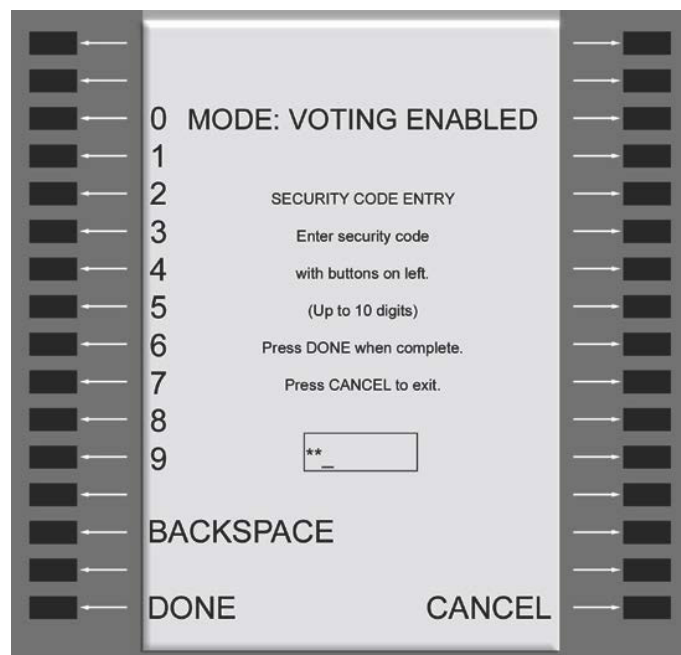 0 MODE: VOTING ENABLED
1
2 SECURITY CODE ENTRY
3 Enter security code
4 with buttons on left.
5 (Up to 10 digits)
6 Press DONE when complete.
7 Press CANCEL to exit.
8
9 **_
BACKSPACE
DONE CANCEL